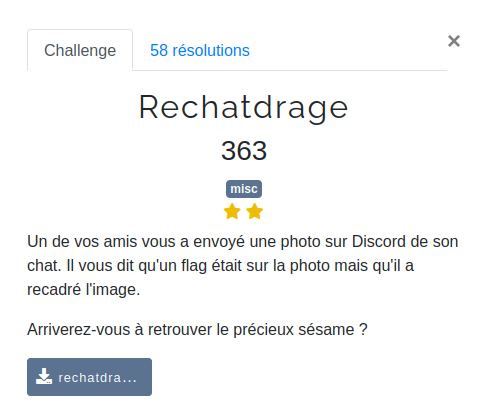 Challenge
58 résolutions
×
Rechatdrage
363
misc
Un de vos amis vous a envoyé une photo sur Discord de son
chat. Il vous dit qu'un flag était sur la photo mais qu'il a
recadré l'image.
Arriverez-vous à retrouver le précieux sésame ?
rechatdra...